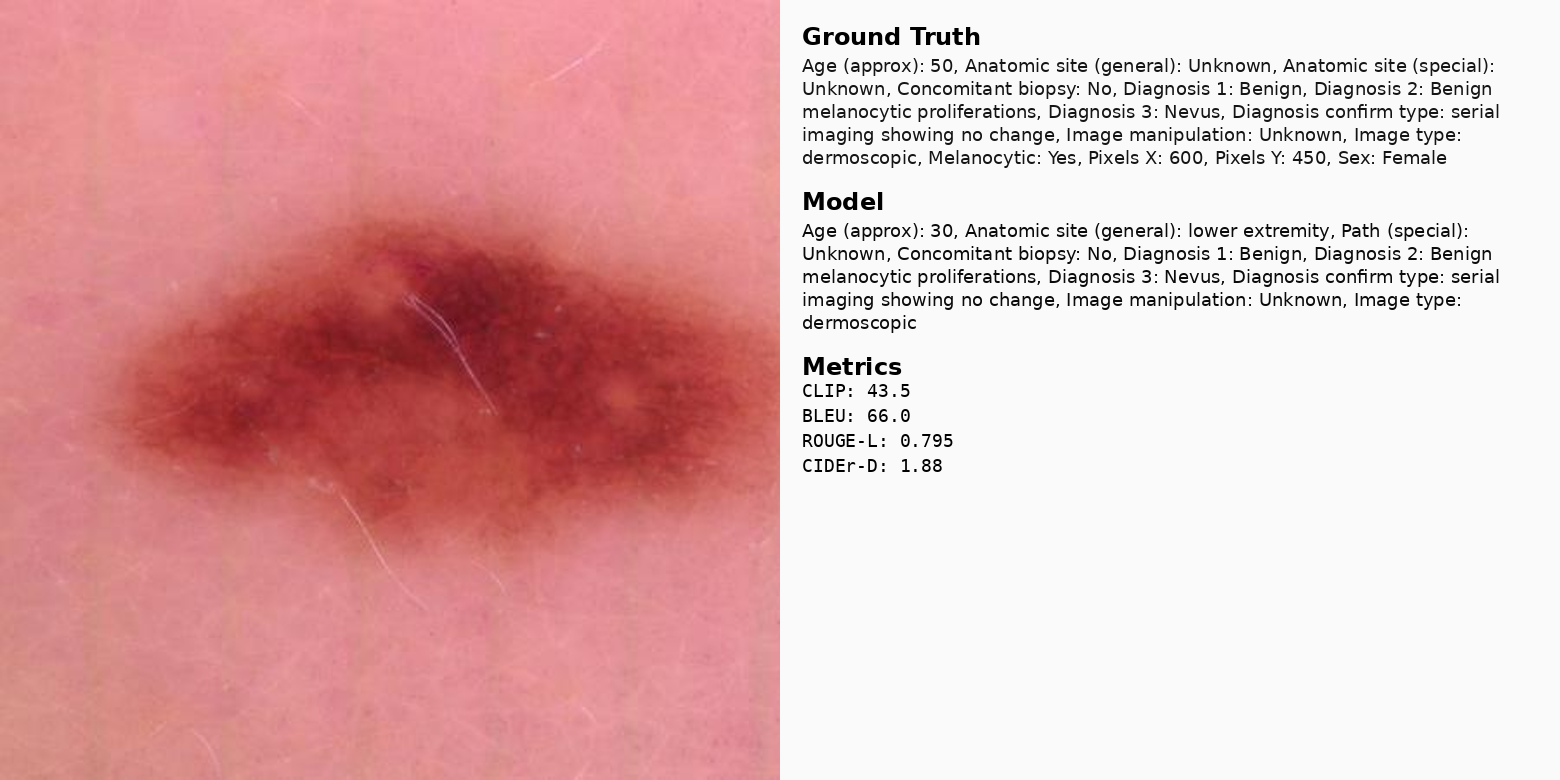 Ground Truth
Age (approx): 50, Anatomic site (general): Unknown, Anatomic site (special):
Unknown, Concomitant biopsy: No, Diagnosis 1: Benign, Diagnosis 2: Benign
melanocytic proliferations, Diagnosis 3: Nevus, Diagnosis confirm type: serial
imaging showing no change, Image manipulation: Unknown, Image type:
dermoscopic, Melanocytic: Yes, Pixels X: 600, Pixels Y: 450, Sex: Female
Model
Age (approx): 30, Anatomic site (general): lower extremity, Path (special):
Unknown, Concomitant biopsy: No, Diagnosis 1: Benign, Diagnosis 2: Benign
melanocytic proliferations, Diagnosis 3: Nevus, Diagnosis confirm type: serial
imaging showing no change, Image manipulation: Unknown, Image type:
dermoscopic
Metrics
CLIP: 43.5
BLEU: 66.0
ROUGE-L: 0.795
CIDEr-D: 1.88